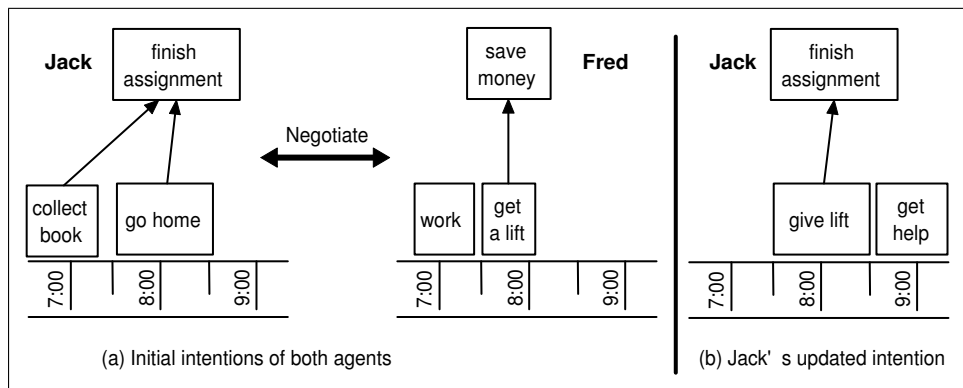 Jack
finish
assignment
save
money
Fred
Jack
finish
assignment
Negotiate
collect
book
go home
work
get
a lift
give lift
get
help
7:00
8:00
9:00
7:00
8:00
9:00
7:00
8:00
9:00
(a) Initial intentions of both agents
(b) Jack' s updated intention